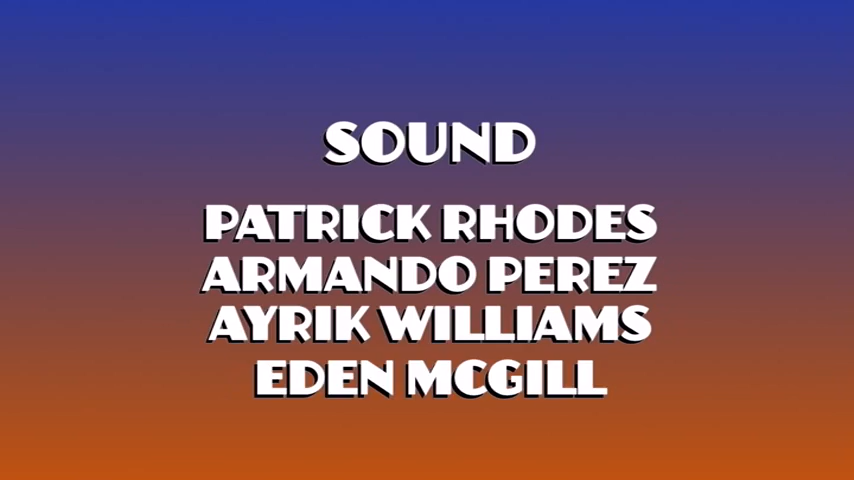 SOUND
PATRICK RHODES
ARMANDO PEREZ
AYRIK WILLIAMS
EDEN MCGILL